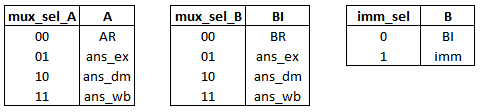 mux_sel_A A mux_sel_B BI imm_sel B
00 AR 00 BR 0 BI
01 ans_ex 01 ans_ex 1 imm
10 ans_dm 10 ans_dm
11 ans_wb 11 ans_wb